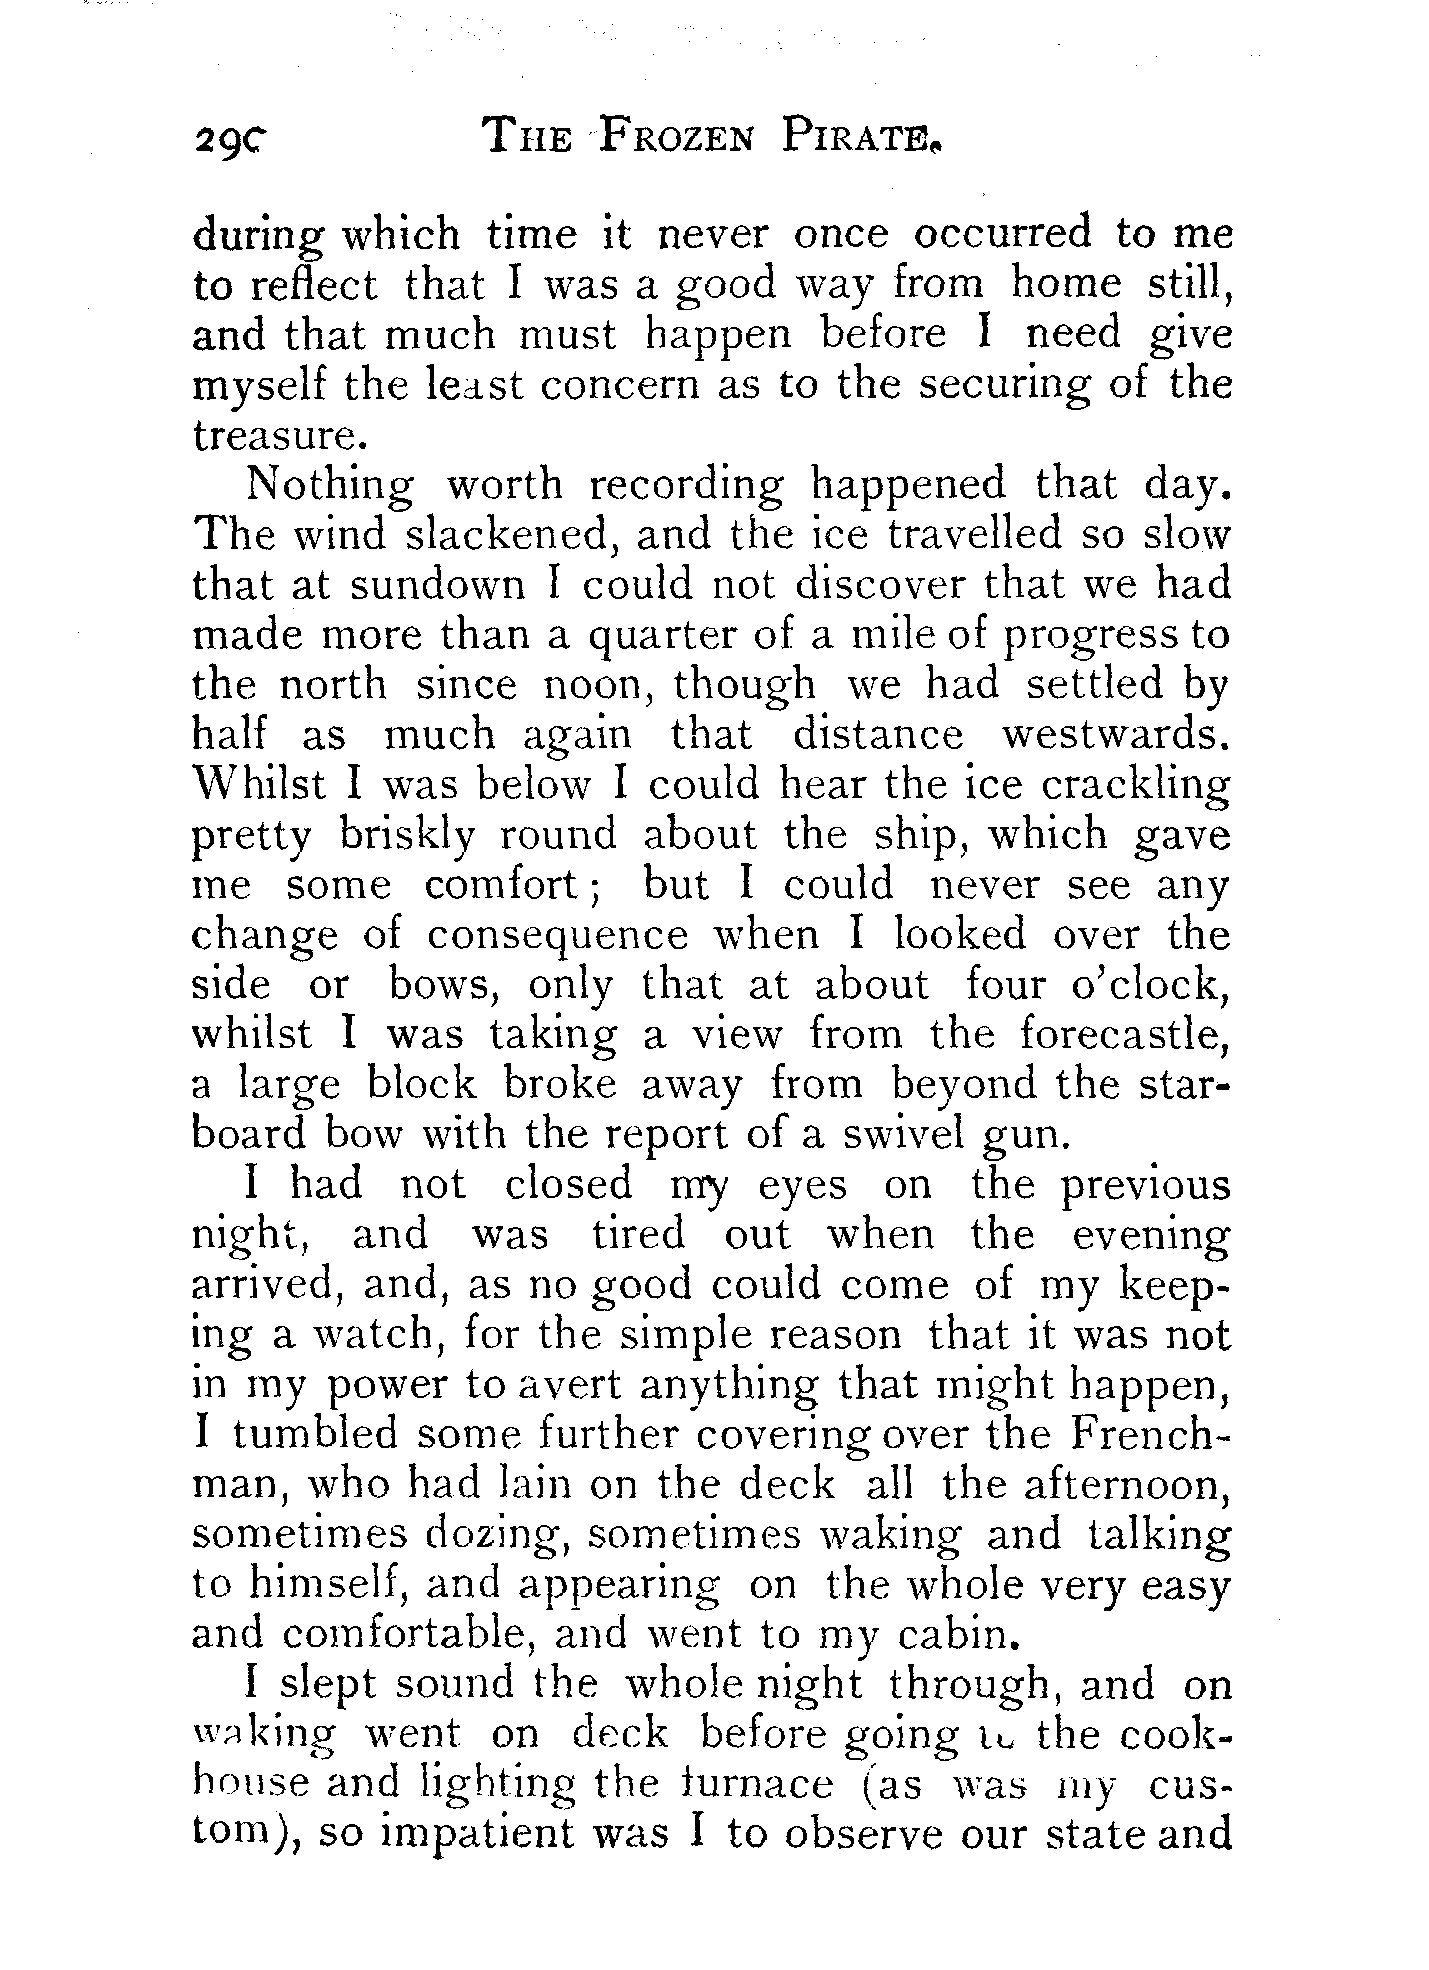 290 THE FROZEN PIRATE.
during which time it never once occurred to me
to reflect that I was a good way from home still,
and that much must happen before I need give
myself the least concern as to the securing of the
treasure.
Nothing worth recording happened that day.
The wind slackened, and the ice travelled so slow
that at sundown I could not discover that we had
made more than a quarter of a mile of progress to
the north since noon, though we had settled by
half as much again that distance westwards.
Whilst I was below I could hear the ice crackling
pretty briskly round about the ship, which gave
me some comfort; but I could never see any
change of consequence when I looked over the
side or bows, only that at about four o'clock,
whilst I was taking a view from the forecastle,
a large block broke away from beyond the star-
board bow with the report of a swivel gun.
I had not closed my eyes on the previous
night, and was tired out when the evening
arrived, and, as no good could come of my keep-
ing a watch, for the simple reason that it was not
in my power to avert anything that might happen,
I tumbled some further covering over the French-
man, who had lain on the deck all the afternoon,
sometimes dozing, sometimes waking and talking
to himself, and appearing on the whole very easy
and comfortable, and went to my cabin.
I slept sound the whole night through, and on
waking went on deck before going to the cook-
house and lighting the furnace (as was my cus-
tom), so impatient was I to observe our state and